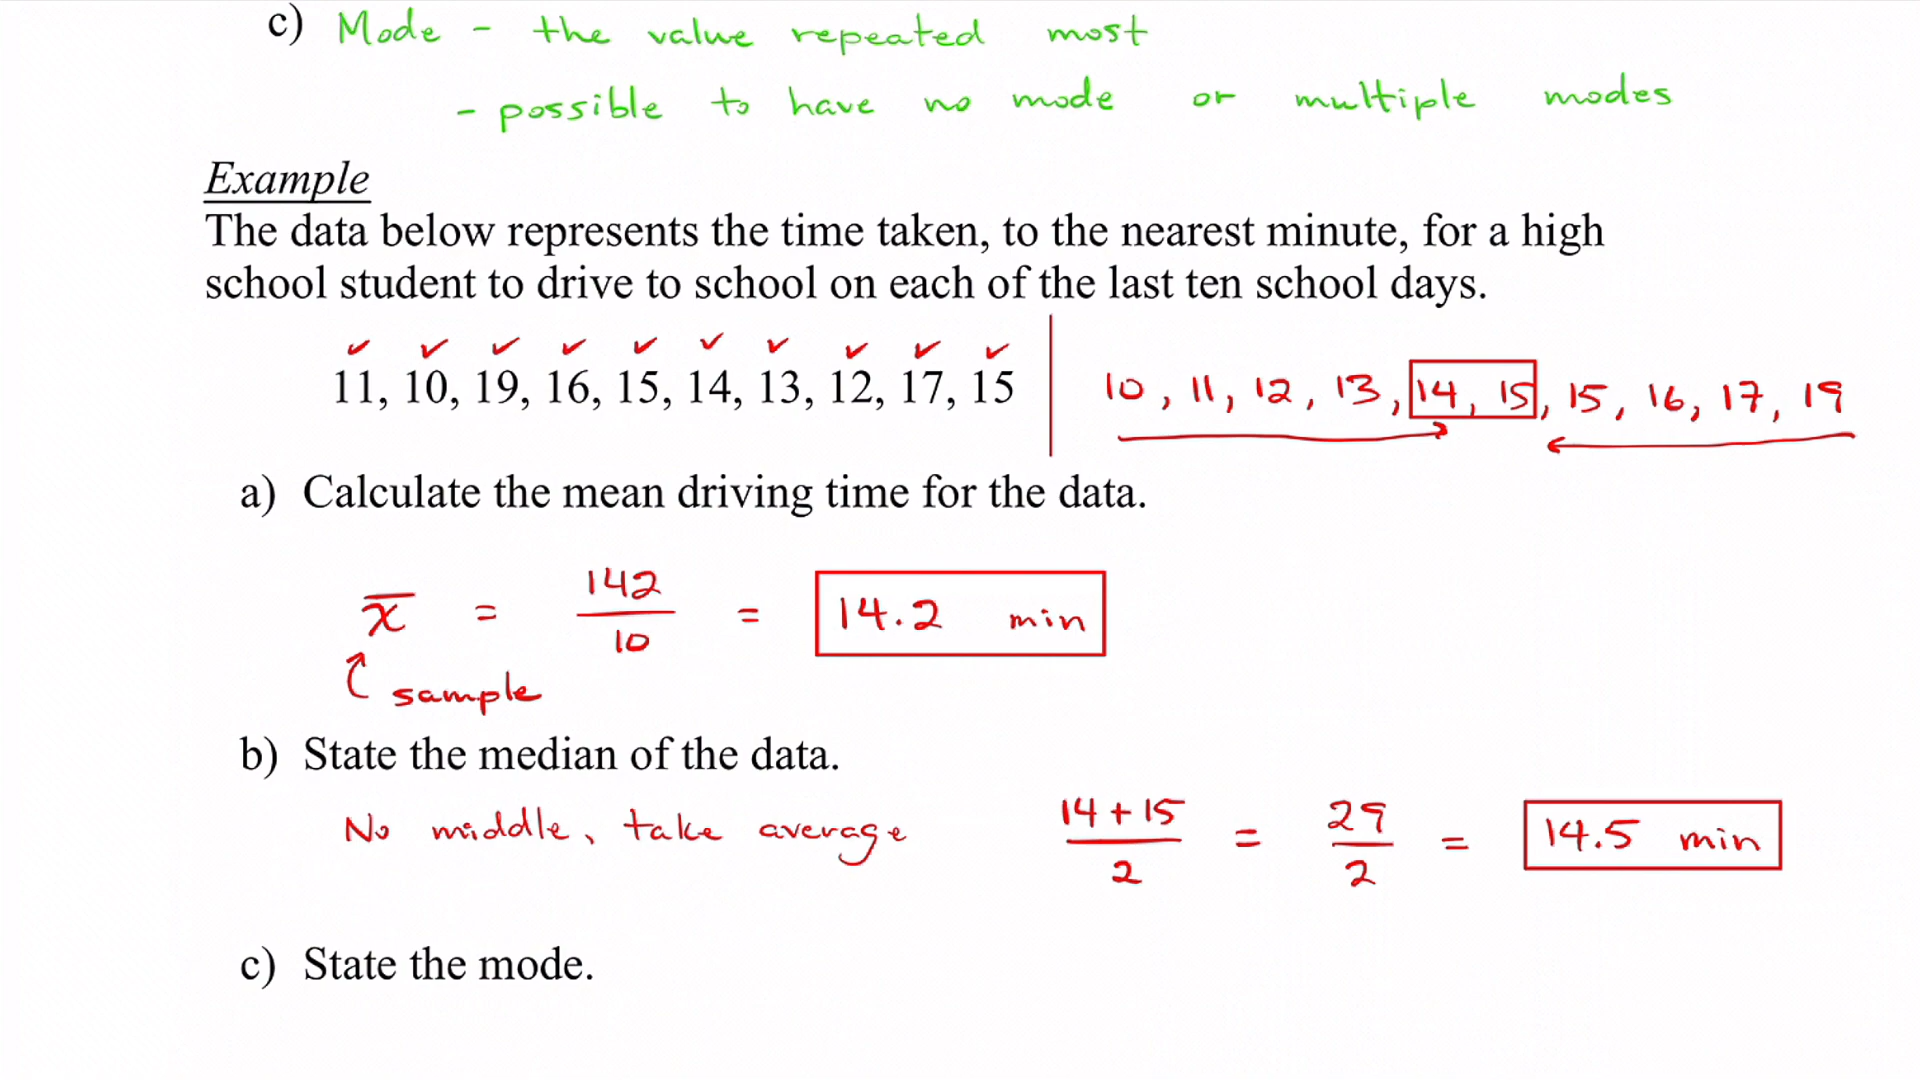 c) Mode - the value repeated most
- possible to have no mode or multiple modes
Example
The data below represents the time taken, to the nearest minute, for a high
school student to drive to school on each of the last ten school days.
11, 10, 19, 16, 15, 14, 13, 12, 17, 15
10, 11, 12, 13, 14, 15, 15, 16, 17, 19
a) Calculate the mean driving time for the data.
x̄ = 142/10 = 14.2 min
sample
b) State the median of the data.
No middle, take average 14+15/2 = 29/2 = 14.5 min
c) State the mode.